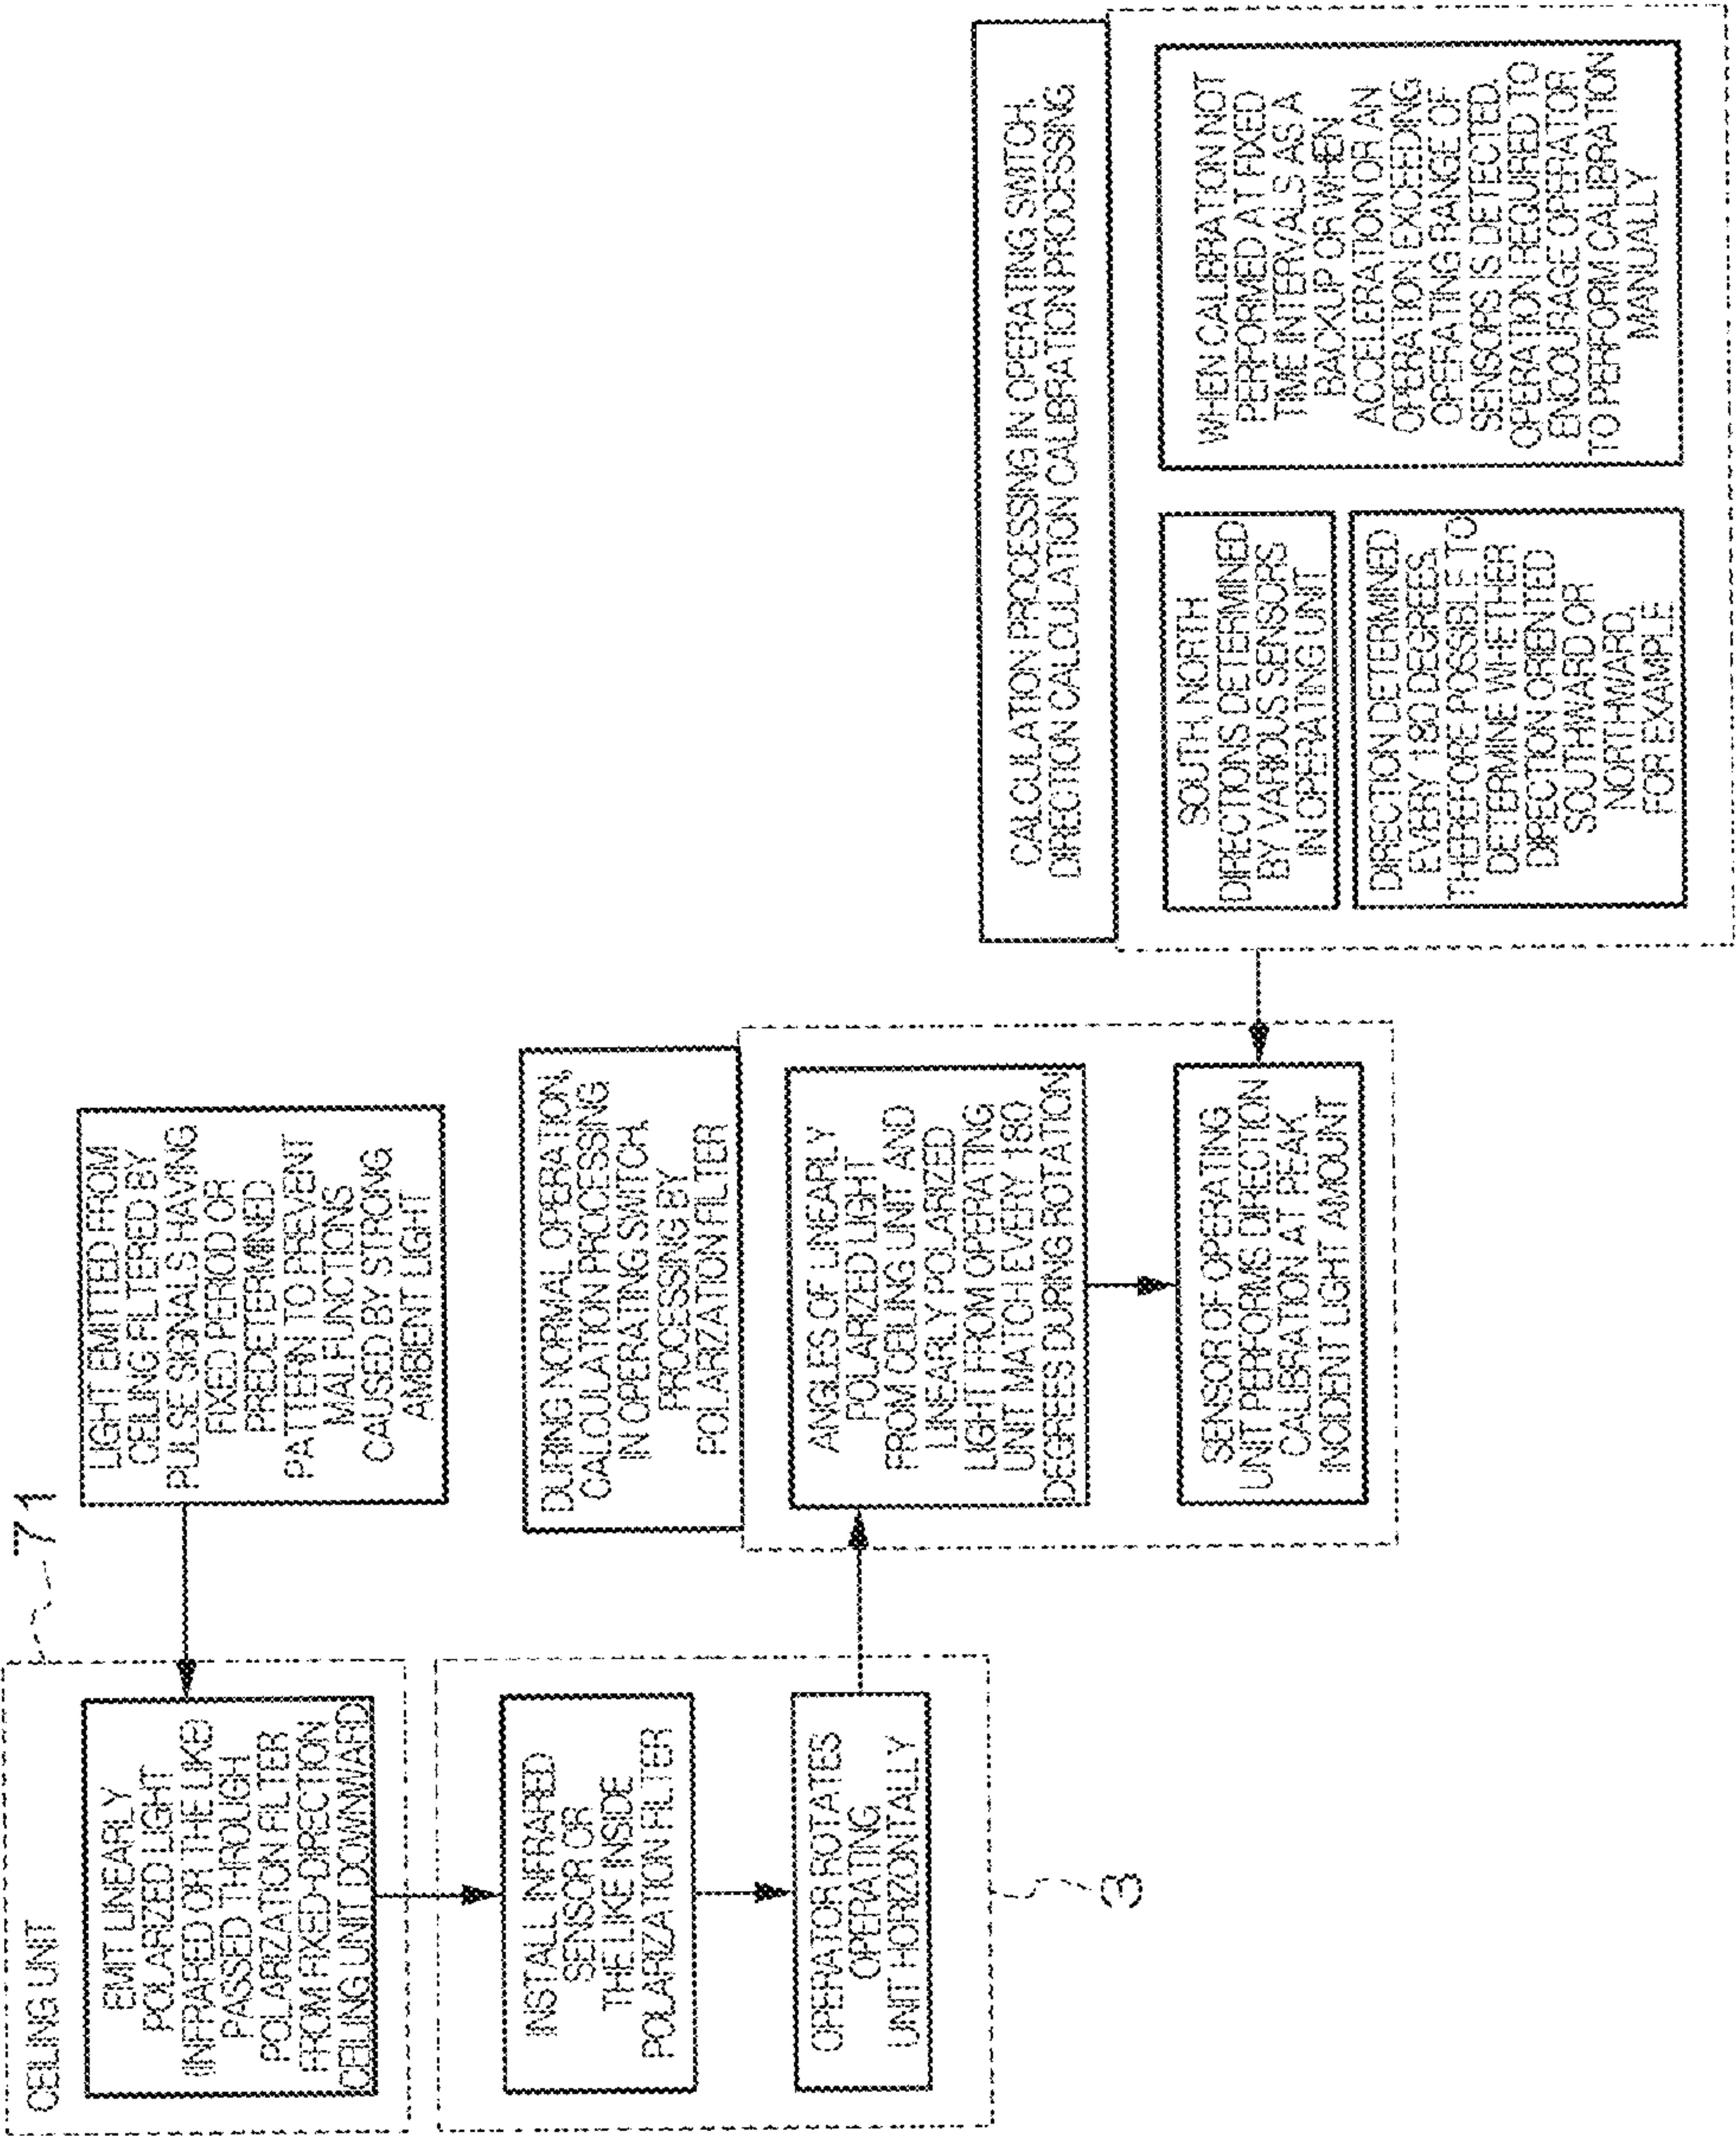 CEILING UNIT
71
EMIT LINEARLY
POLARIZED LIGHT
(INFRARED OR THE LIKE)
PASSED THROUGH
POLARIZATION FILTER
FROM FIXED-DIRECTION
CEILING UNIT DOWNWARD
LIGHT EMITTED FROM
CEILING FILTERED BY
PULSE SIGNALS HAVING
FIXED PERIOD OR
PREDETERMINED
PATTERN TO PREVENT
MALFUNCTIONS
CAUSED BY STRONG
AMBIENT LIGHT
INSTALL INFRARED
SENSOR OR
THE LIKE INSIDE
POLARIZATION FILTER
OPERATOR ROTATES
OPERATING
UNIT HORIZONTALLY
3
DURING NORMAL OPERATION,
CALCULATION PROCESSING
IN OPERATING SWITCH.
PROCESSING BY
POLARIZATION FILTER
ANGLES OF LINEARLY
POLARIZED LIGHT
FROM CEILING UNIT AND
LINEARLY POLARIZED
LIGHT FROM OPERATING
UNIT MATCH EVERY 180
DEGREES DURING ROTATION
SENSOR OF OPERATING
UNIT PERFORMS DIRECTION
CALIBRATION AT PEAK
INCIDENT LIGHT AMOUNT
CALCULATION PROCESSING IN OPERATING SWITCH.
DIRECTION CALCULATION CALIBRATION PROCESSING
SOUTH, NORTH
DIRECTIONS DETERMINED
BY VARIOUS SENSORS
IN OPERATING UNIT
DIRECTION DETERMINED
EVERY 180 DEGREES.
THEREFORE POSSIBLE TO
DETERMINE WHETHER
DIRECTION ORIENTED
SOUTHWARD OR
NORTHWARD,
FOR EXAMPLE
WHEN CALIBRATION NOT
PERFORMED AT FIXED
TIME INTERVALS AS A
BACKUP OR WHEN
ACCELERATION OR AN
OPERATION EXCEEDING
OPERATING RANGE OF
SENSORS IS DETECTED,
OPERATION REQUIRED TO
ENCOURAGE OPERATOR
TO PERFORM CALIBRATION
MANUALLY